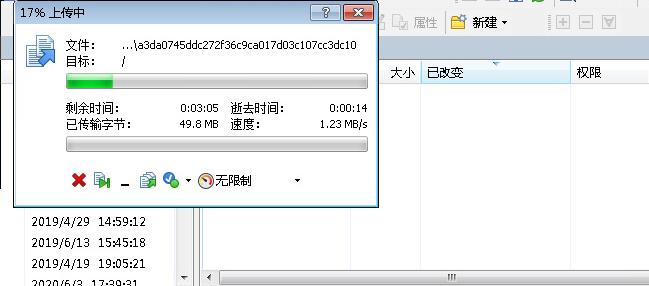 17% 上传中
属性
新建
文件： ...\a3da0745ddc272f36c9ca017d03c107cc3dc10
目标： /
大小 已改变 权限
剩余时间： 0:03:05 逝去时间： 0:00:14
已传输字节： 49.8 MB 速度： 1.23 MB/s
无限制
2019/4/29 14:59:12
2019/6/13 15:45:18
2019/4/19 19:05:21
2020/6/3 17:39:31